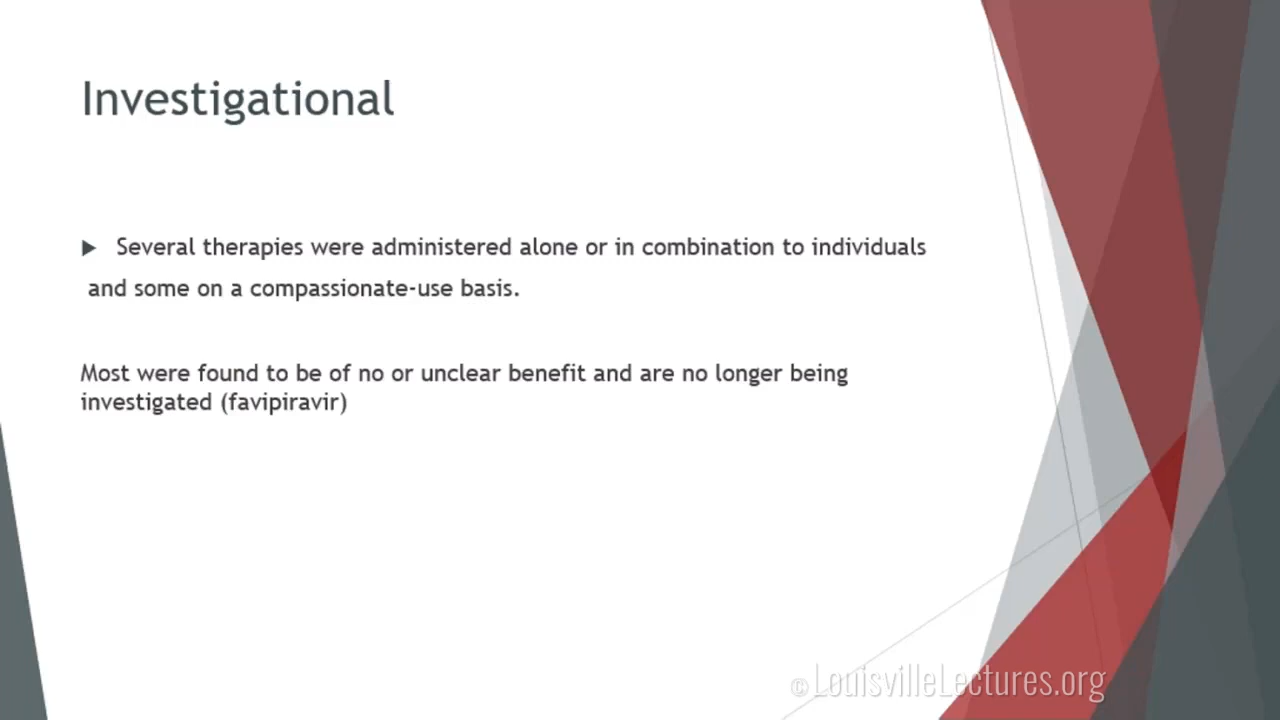 Investigational
Several therapies were administered alone or in combination to individuals
and some on a compassionate-use basis.
Most were found to be of no or unclear benefit and are no longer being
investigated (favipiravir)
©LouisvilleLectures.org